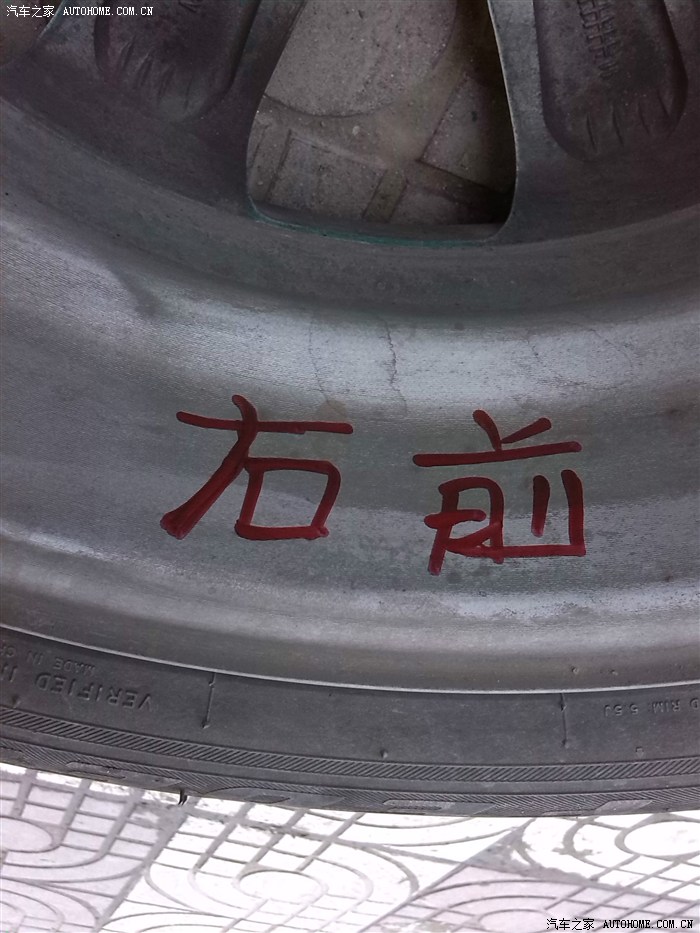 汽车之家 AUTOHOME.COM.CN
右前
VERIFIED
MADE IN
RIM 5.5J
汽车之家 AUTOHOME.COM.CN